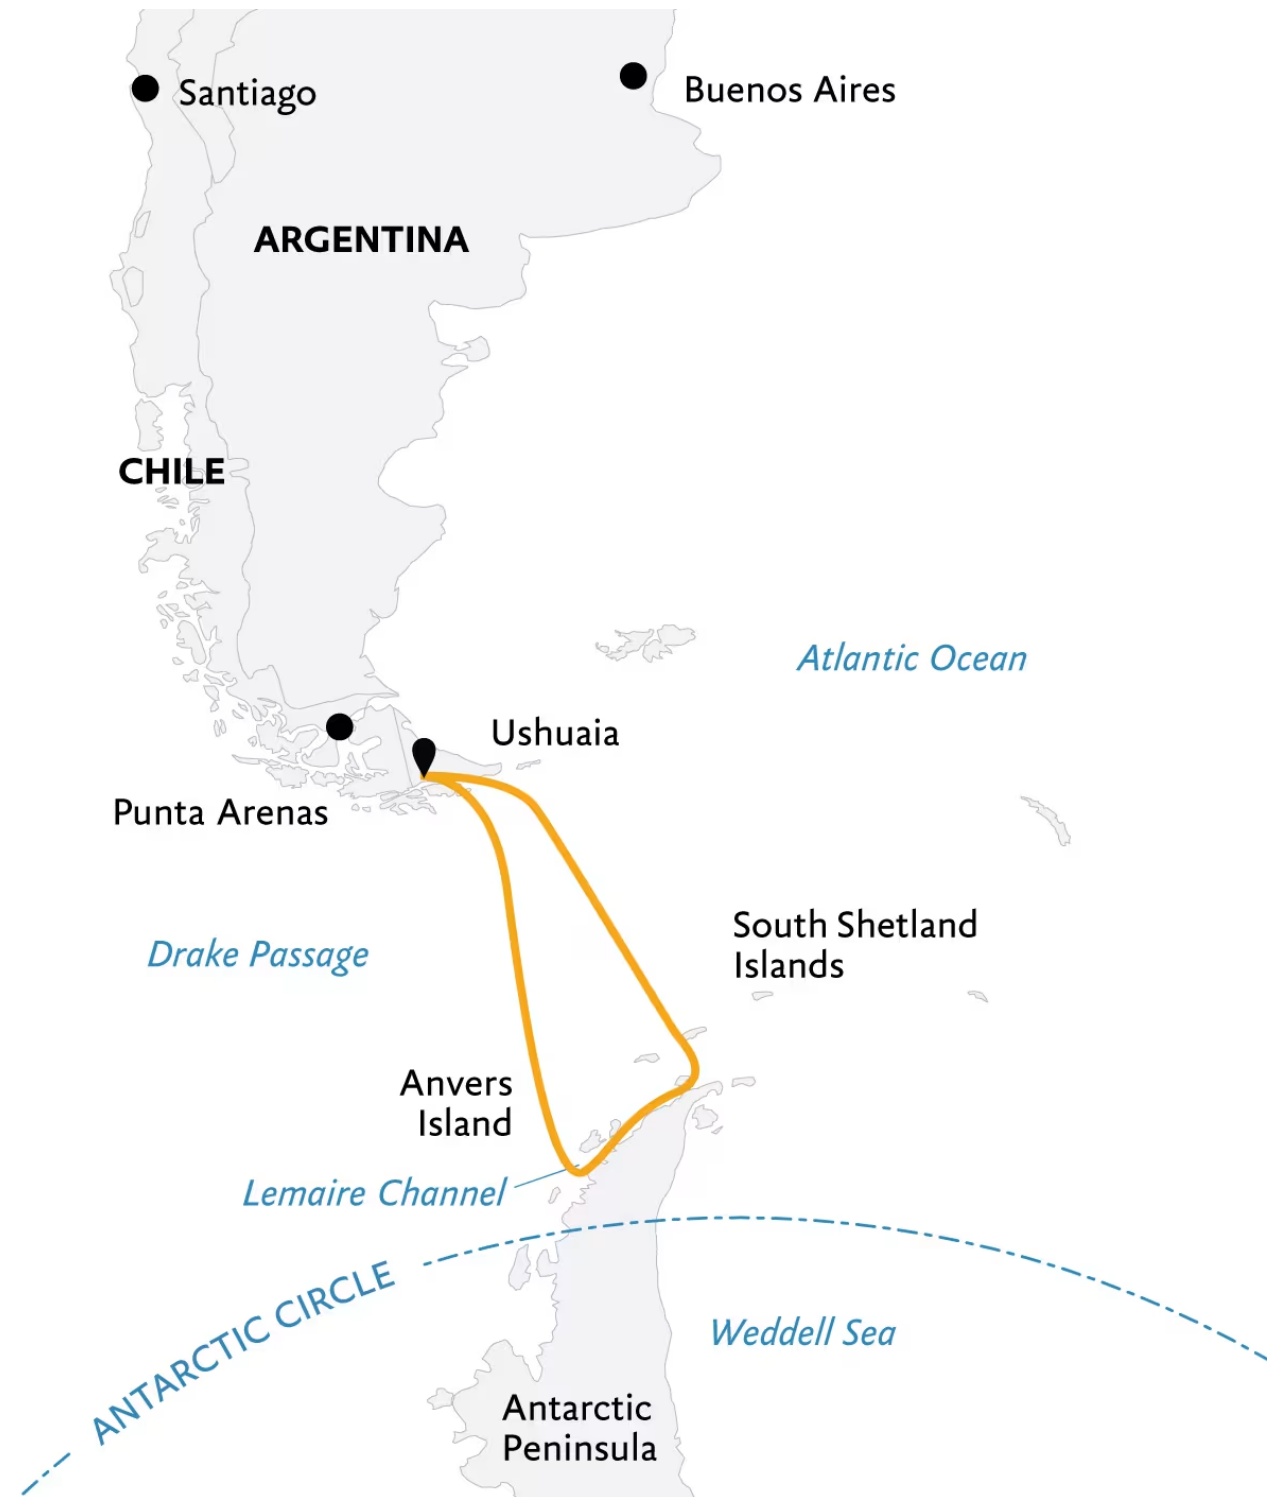 Santiago
Buenos Aires
ARGENTINA
CHILE
Atlantic Ocean
Ushuaia
Punta Arenas
South Shetland
Islands
Drake Passage
Anvers
Island
Lemaire Channel
ANTARCTIC CIRCLE
Weddell Sea
Antarctic
Peninsula